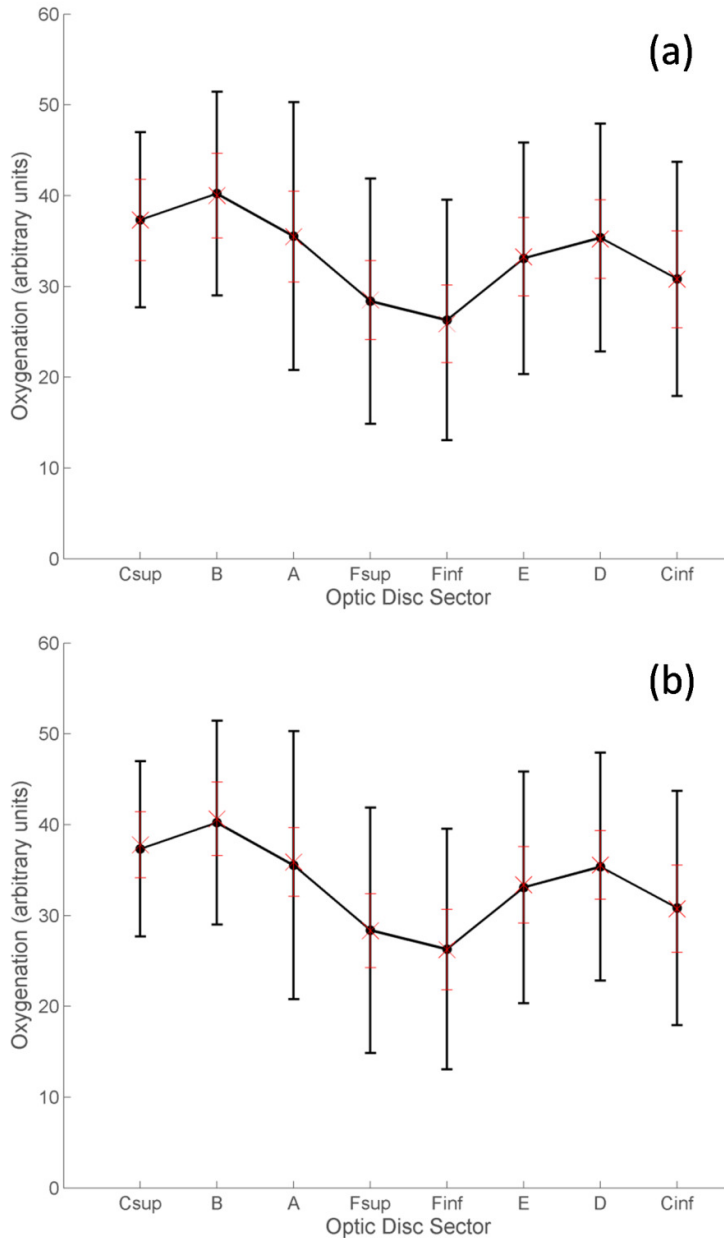 (a)
60
50
40
30
20
10
0
Oxygenation (arbitrary units)
Csup B A Fsup Finf E D Cinf
Optic Disc Sector
(b)
60
50
40
30
20
10
0
Oxygenation (arbitrary units)
Csup B A Fsup Finf E D Cinf
Optic Disc Sector